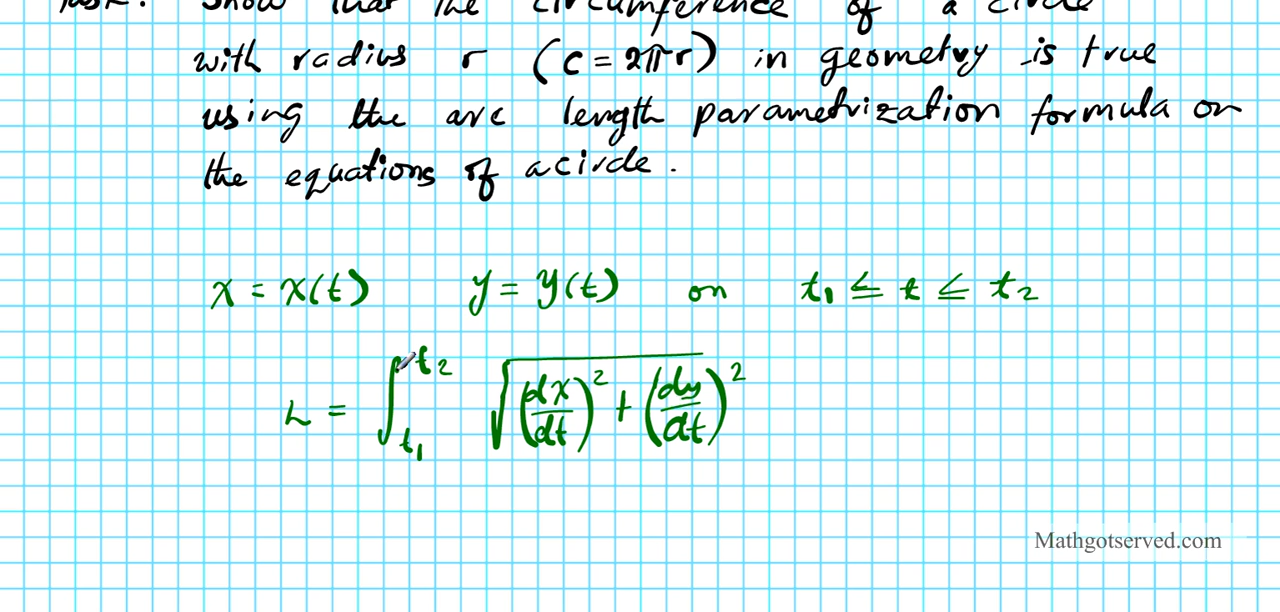 Task: Show that the circumference of a circle
with radius r (C = 2πr) in geometry is true
using the arc length parametrization formula on
the equations of a circle.
x = x(t) y = y(t) on t₁ ≤ t ≤ t₂
L = ∫_{t₁}^{t₂} √((dx/dt)² + (dy/dt)²)
Mathgotserved.com